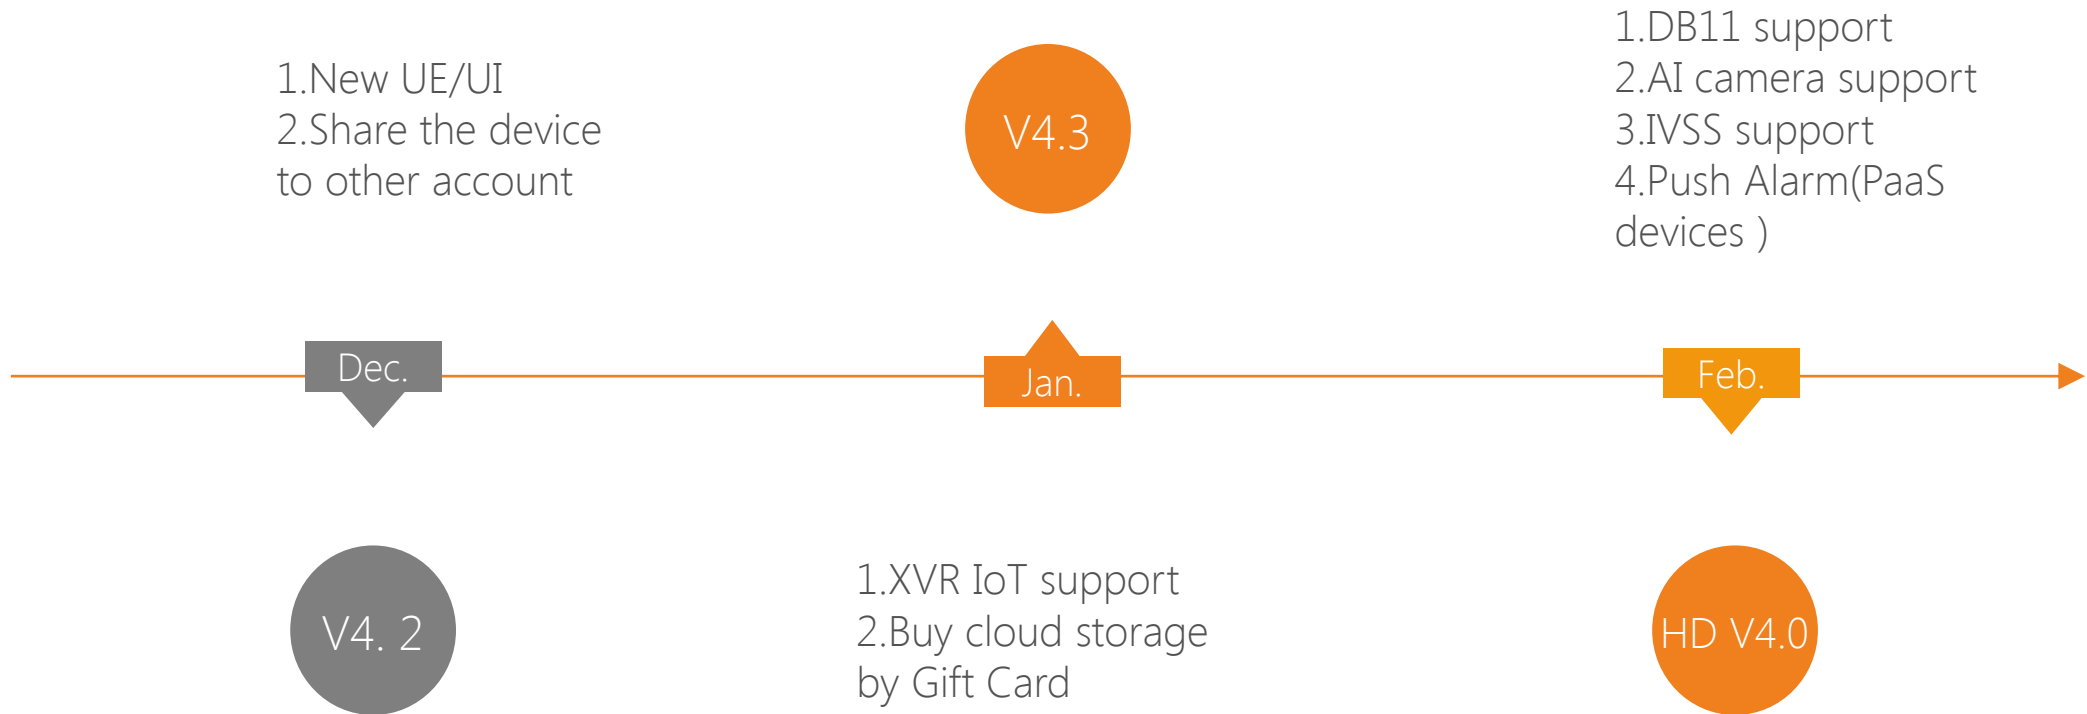 1.New UE/UI
2.Share the device
to other account
Dec.
V4. 2
V4.3
Jan.
1.XVR IoT support
2.Buy cloud storage
by Gift Card
1.DB11 support
2.AI camera support
3.IVSS support
4.Push Alarm(PaaS
devices )
Feb.
HD V4.0